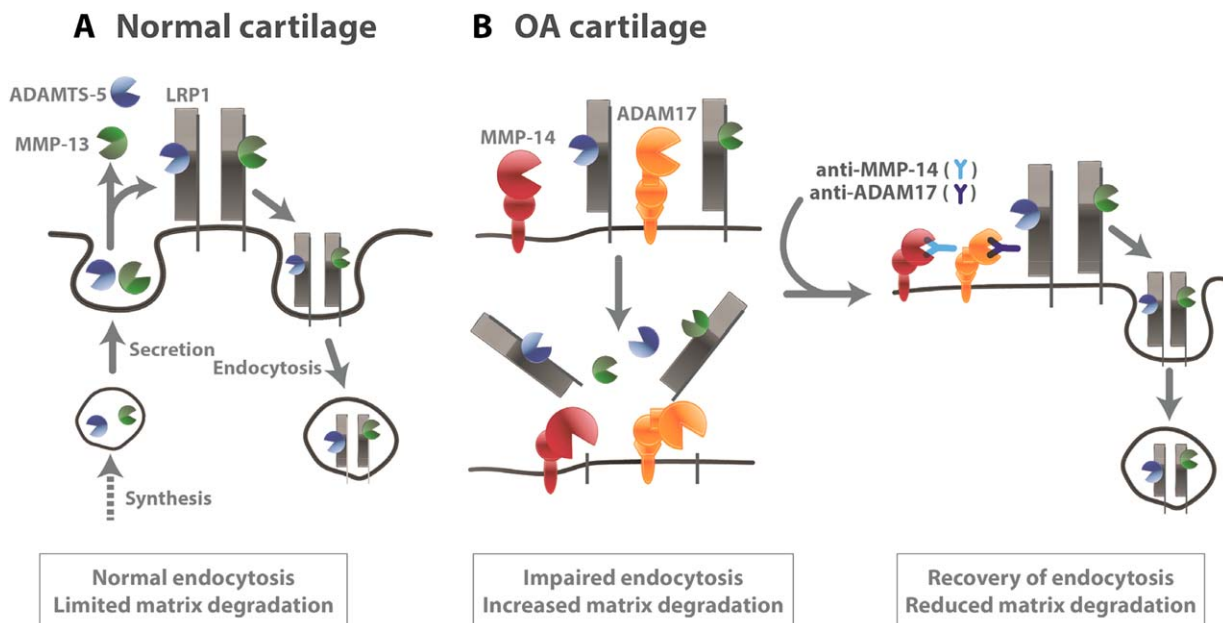 A Normal cartilage
ADAMTS-5
LRP1
MMP-13
Secretion
Endocytosis
Synthesis
Normal endocytosis
Limited matrix degradation
B OA cartilage
MMP-14
ADAM17
Impaired endocytosis
Increased matrix degradation
anti-MMP-14 (Y)
anti-ADAM17 (Y)
Recovery of endocytosis
Reduced matrix degradation